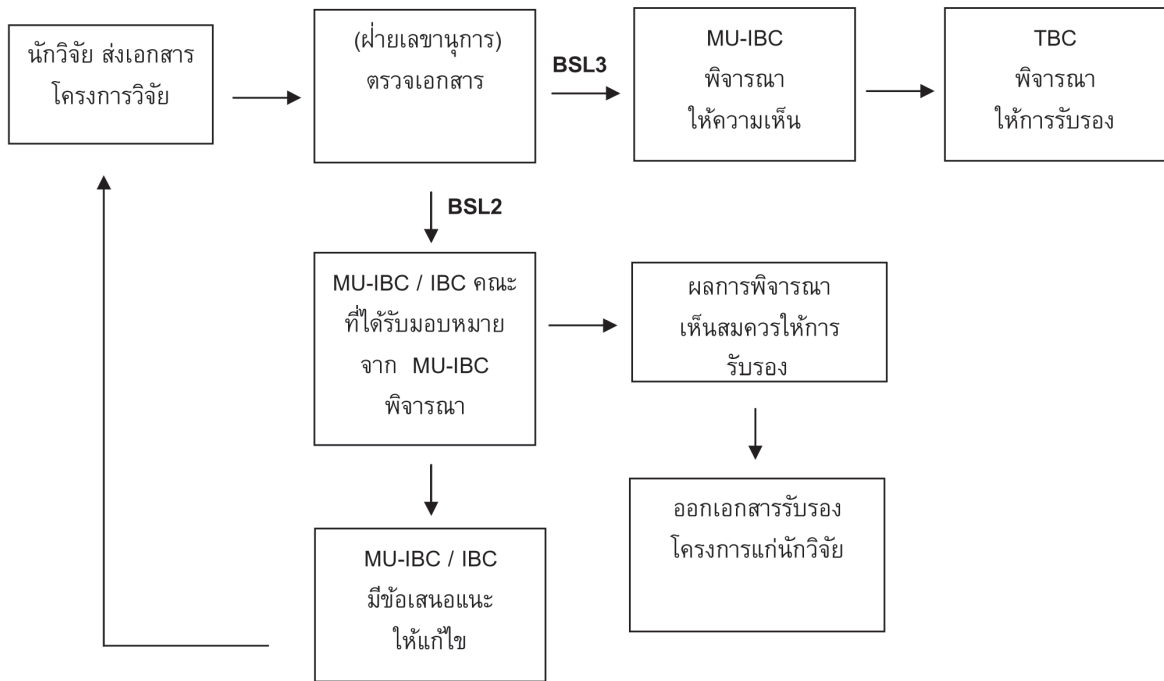 นักวิจัย ส่งเอกสาร
โครงการวิจัย
(ฝ่ายเลขานุการ)
ตรวจเอกสาร
BSL3
MU-IBC
พิจารณา
ให้ความเห็น
TBC
พิจารณา
ให้การรับรอง
BSL2
MU-IBC / IBC คณะ
ที่ได้รับมอบหมาย
จาก MU-IBC
พิจารณา
ผลการพิจารณา
เห็นสมควรให้การ
รับรอง
ออกเอกสารรับรอง
โครงการแก่นักวิจัย
MU-IBC / IBC
มีข้อเสนอแนะ
ให้แก้ไข